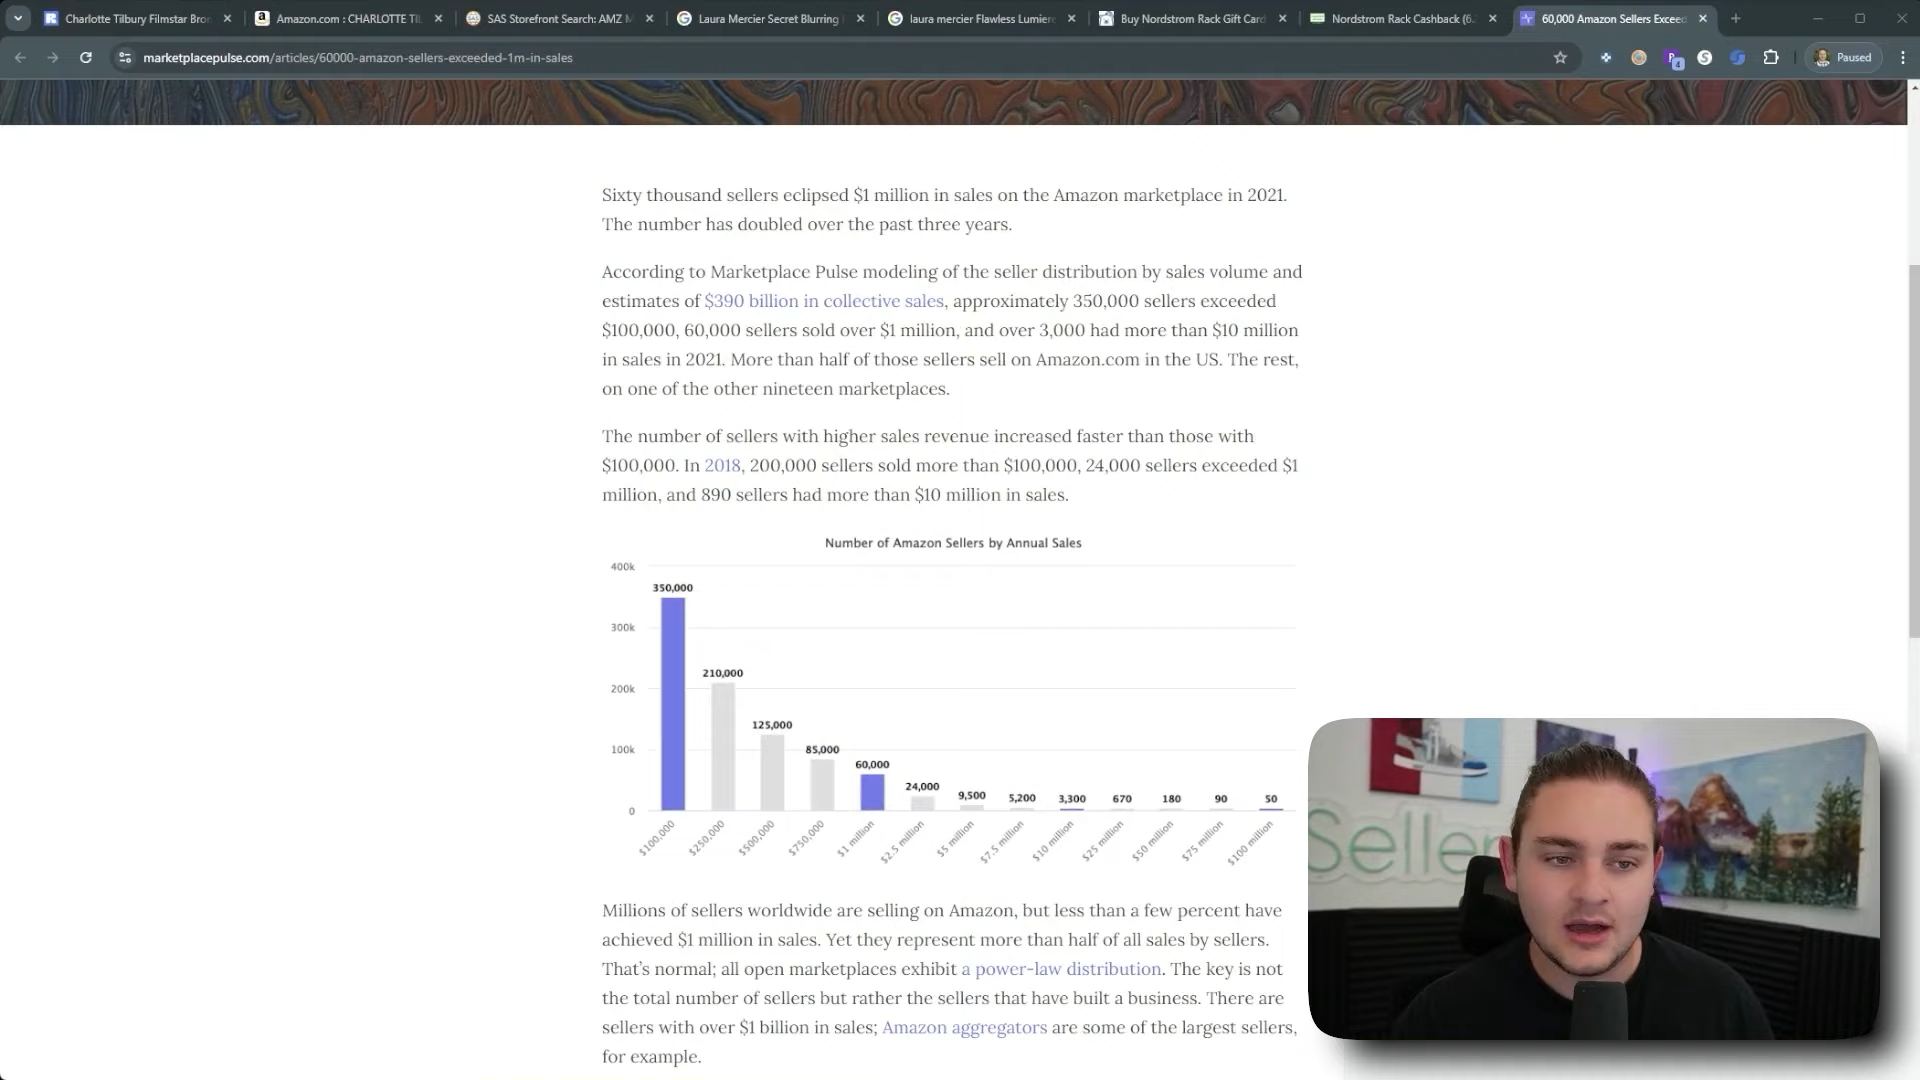 Charlotte Tilbury Filmstar Bron
Amazon.com : CHARLOTTE TIL
SAS Storefront Search: AMZ M
Laura Mercier Secret Blurring
laura mercier Flawless Lumiere
Buy Nordstrom Rack Gift Card
Nordstrom Rack Cashback (6.
60,000 Amazon Sellers Exceed
marketplacepulse.com/articles/60000-amazon-sellers-exceeded-1m-in-sales
4
Paused
Sixty thousand sellers eclipsed $1 million in sales on the Amazon marketplace in 2021.
The number has doubled over the past three years.
According to Marketplace Pulse modeling of the seller distribution by sales volume and
estimates of $390 billion in collective sales, approximately 350,000 sellers exceeded
$100,000, 60,000 sellers sold over $1 million, and over 3,000 had more than $10 million
in sales in 2021. More than half of those sellers sell on Amazon.com in the US. The rest,
on one of the other nineteen marketplaces.
The number of sellers with higher sales revenue increased faster than those with
$100,000. In 2018, 200,000 sellers sold more than $100,000, 24,000 sellers exceeded $1
million, and 890 sellers had more than $10 million in sales.
Number of Amazon Sellers by Annual Sales
400k
350,000
300k
210,000
200k
125,000
100k
85,000
60,000
24,000
9,500
5,200
3,300
670
180
90
50
0
$100,000
$250,000
$500,000
$750,000
$1 million
$2.5 million
$5 million
$7.5 million
$10 million
$25 million
$50 million
$75 million
$100 million
Millions of sellers worldwide are selling on Amazon, but less than a few percent have
achieved $1 million in sales. Yet they represent more than half of all sales by sellers.
That's normal; all open marketplaces exhibit a power-law distribution. The key is not
the total number of sellers but rather the sellers that have built a business. There are
sellers with over $1 billion in sales; Amazon aggregators are some of the largest sellers,
for example.
Selle